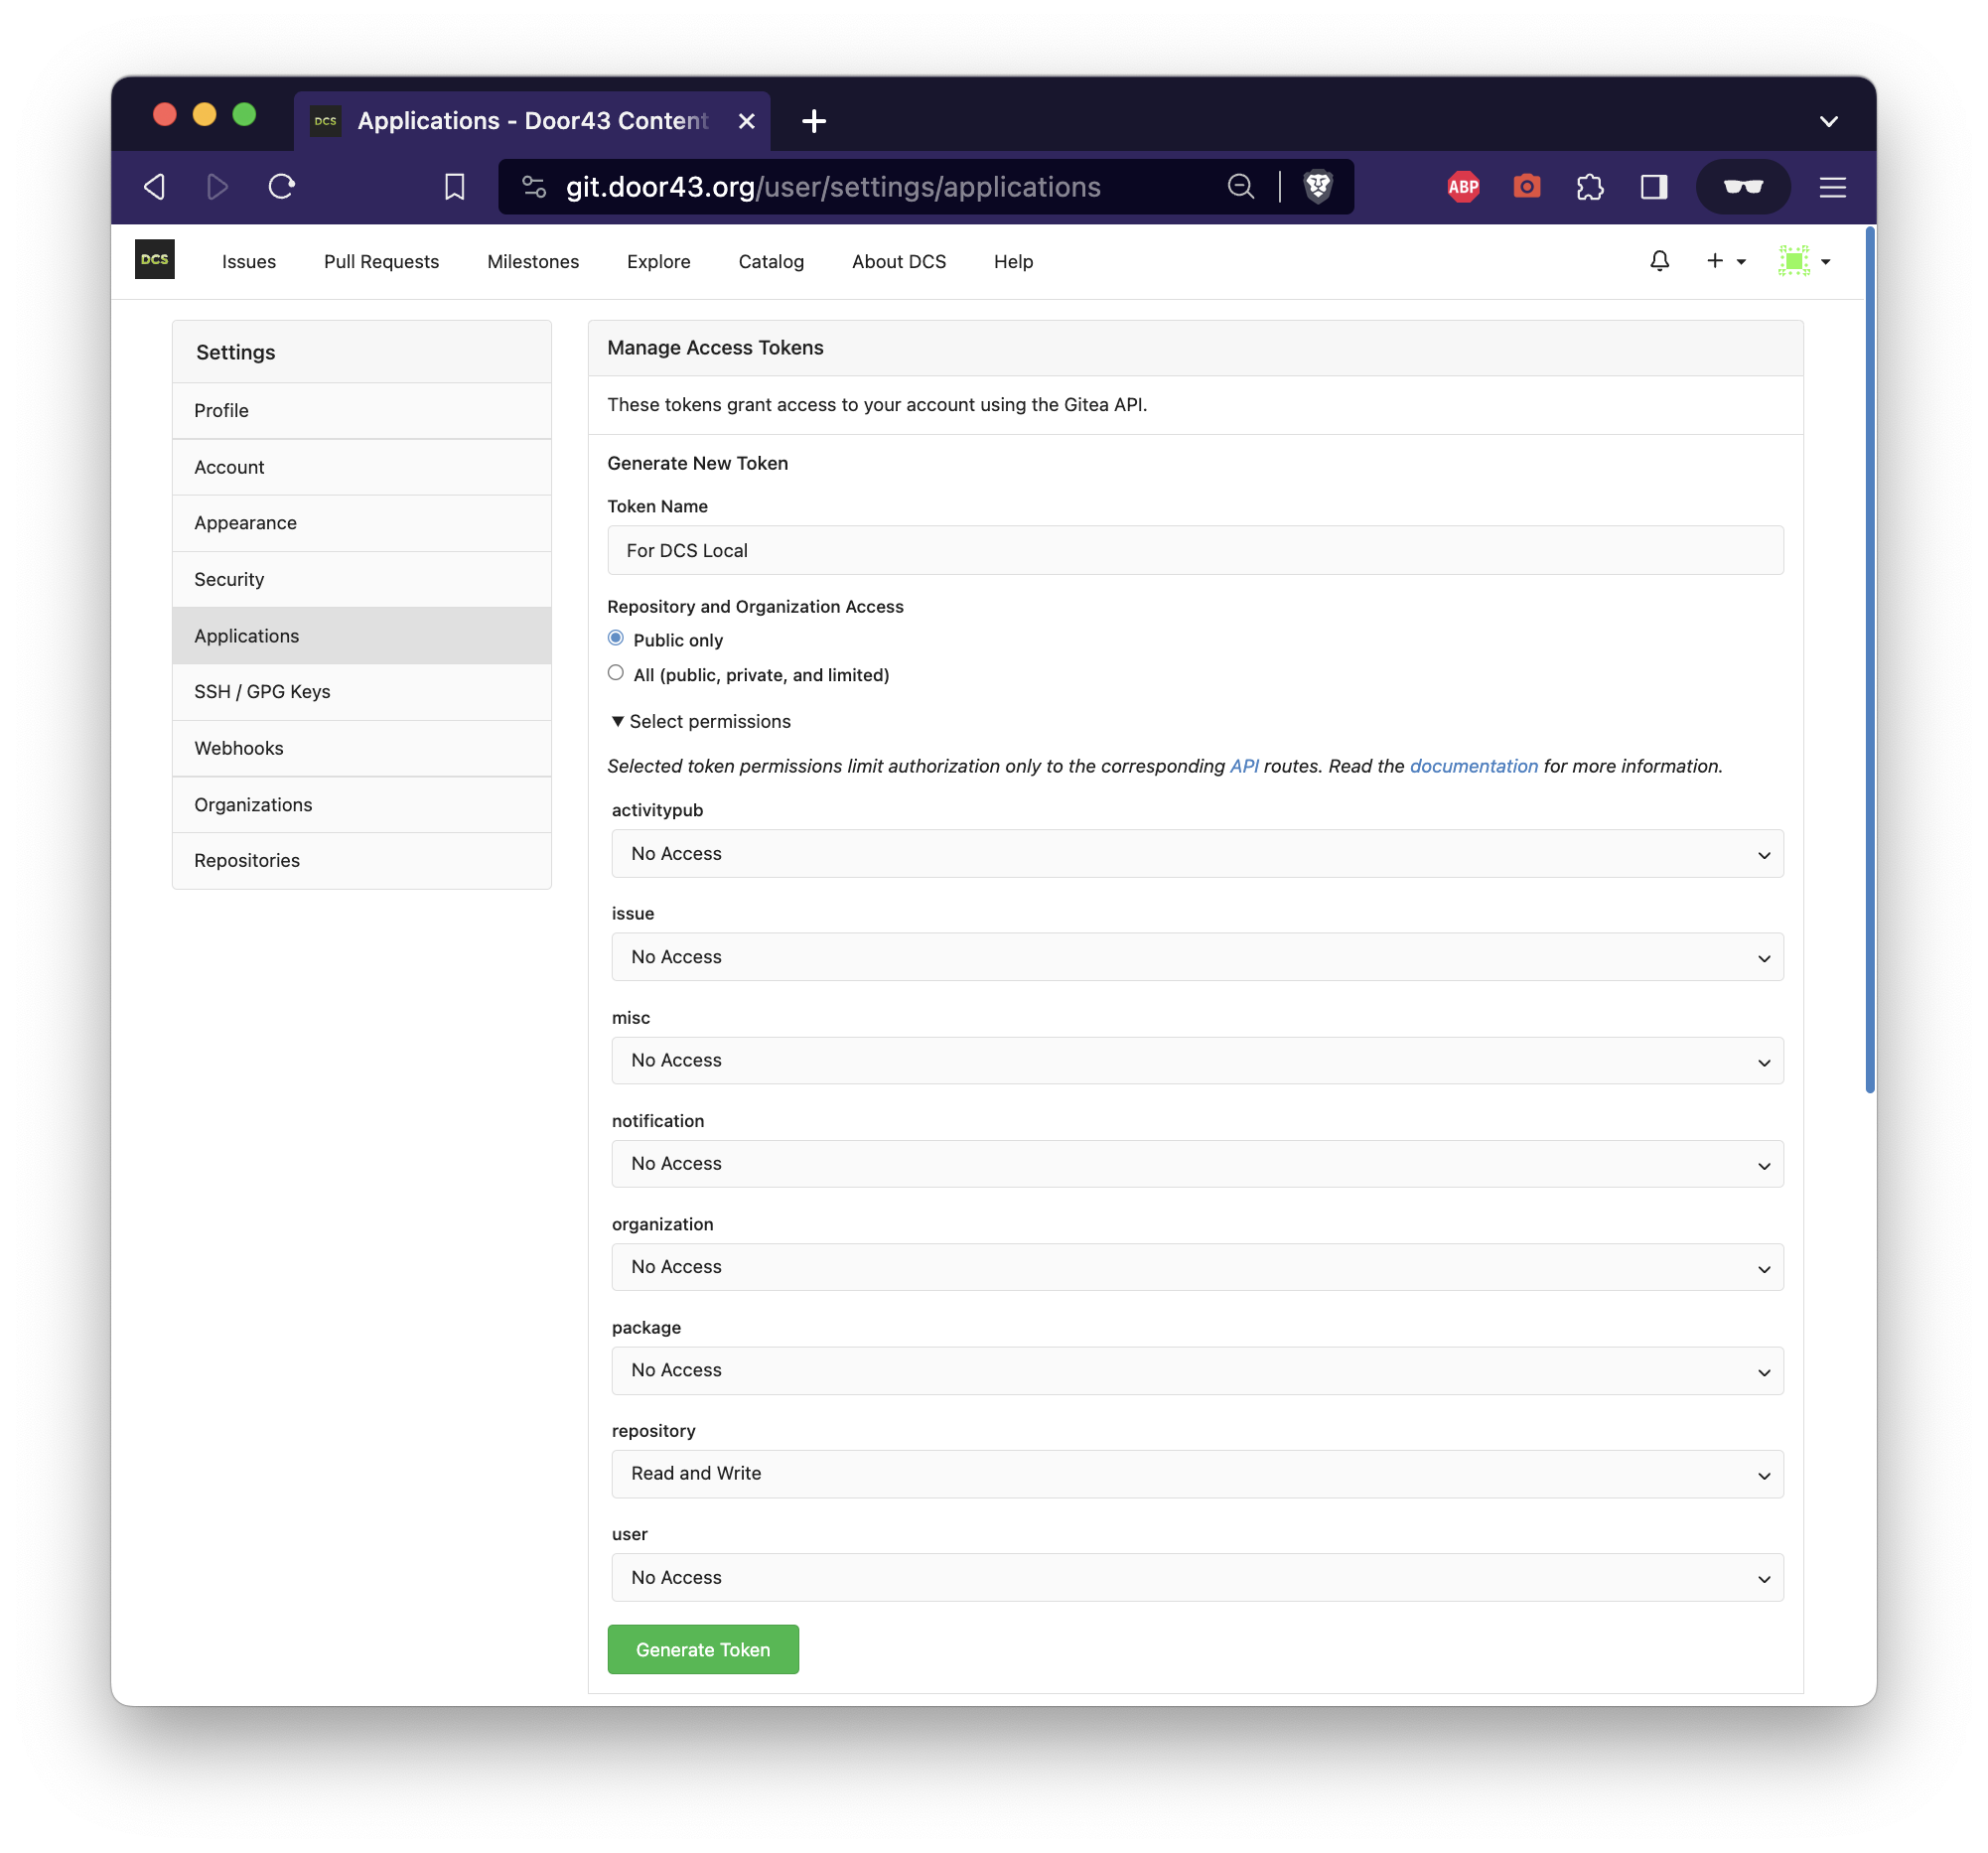 DCS Applications - Door43 Content
git.door43.org/user/settings/applications
ABP
DCS Issues Pull Requests Milestones Explore Catalog About DCS Help
Settings
Profile
Account
Appearance
Security
Applications
SSH / GPG Keys
Webhooks
Organizations
Repositories
Manage Access Tokens
These tokens grant access to your account using the Gitea API.
Generate New Token
Token Name
For DCS Local
Repository and Organization Access
Public only
All (public, private, and limited)
Select permissions
Selected token permissions limit authorization only to the corresponding API routes. Read the documentation for more information.
activitypub
No Access
issue
No Access
misc
No Access
notification
No Access
organization
No Access
package
No Access
repository
Read and Write
user
No Access
Generate Token